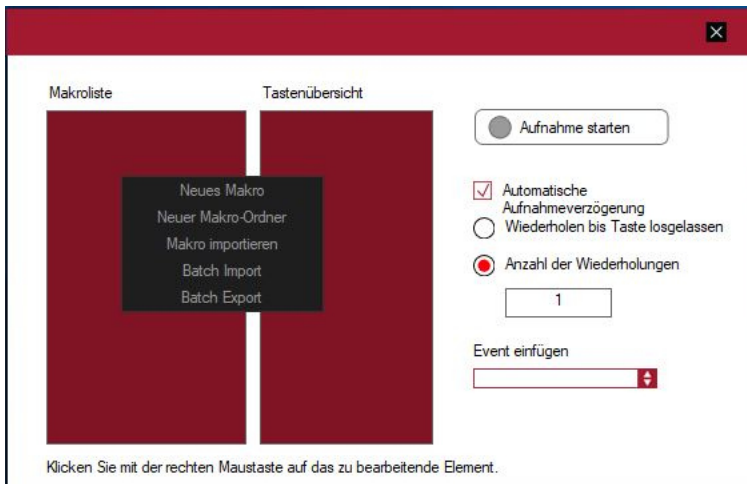 Makroliste
Tastenübersicht
Neues Makro
Neuer Makro-Ordner
Makro importieren
Batch Import
Batch Export
Aufnahme starten
Automatische
Aufnahmeverzögerung
Wiederholen bis Taste losgelassen
Anzahl der Wiederholungen
1
Event einfügen
Klicken Sie mit der rechten Maustaste auf das zu bearbeitende Element.